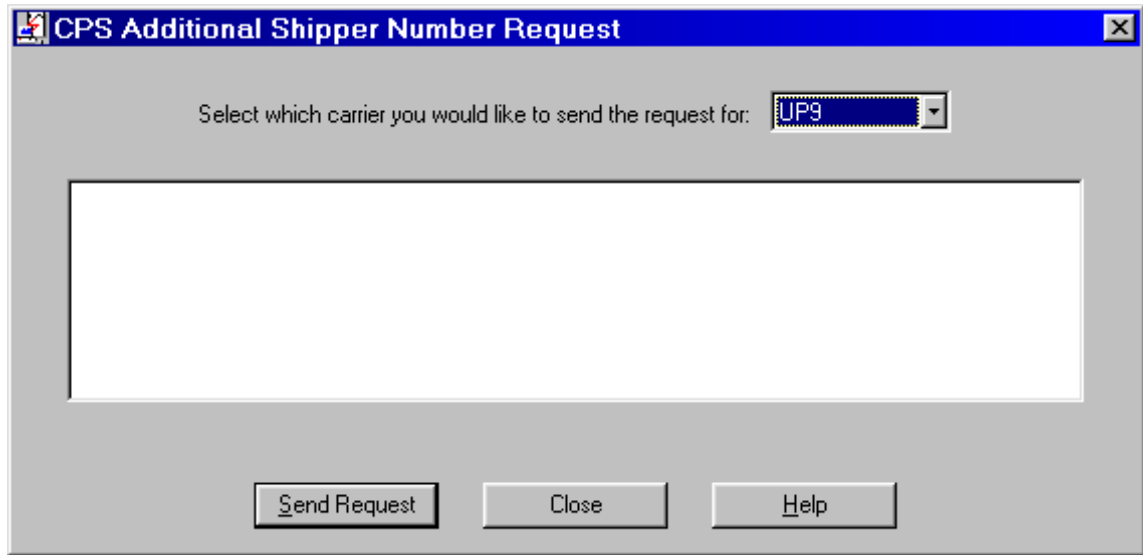 CPS Additional Shipper Number Request
Select which carrier you would like to send the request for: UP9
Send Request Close Help